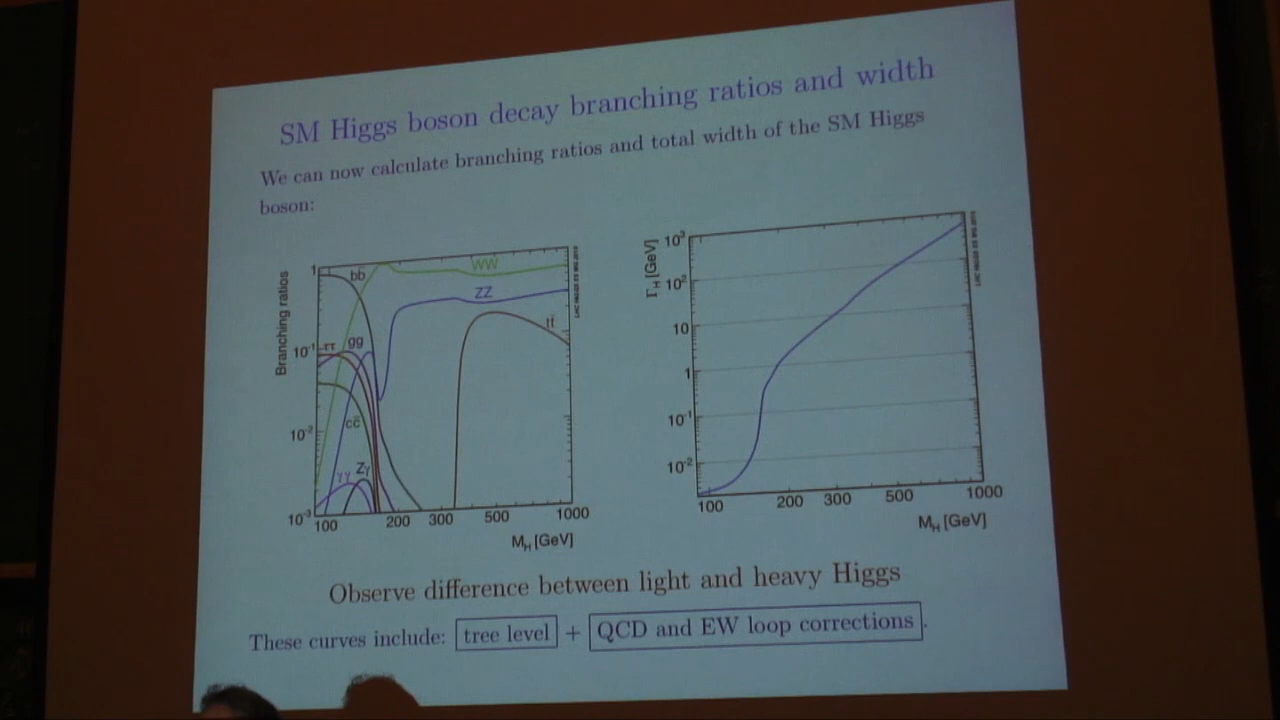 SM Higgs boson decay branching ratios and width
We can now calculate branching ratios and total width of the SM Higgs
boson:
Branching ratios
1
10⁻¹
10⁻²
10⁻³
bb̄
WW
ZZ
tt̄
ττ
gg
cc̄
γγ
Zγ
100
200
300
500
1000
M_H [GeV]
Γ_H [GeV]
10³
10²
10
1
10⁻¹
10⁻²
100
200
300
500
1000
M_H [GeV]
Observe difference between light and heavy Higgs
These curves include: tree level + QCD and EW loop corrections.